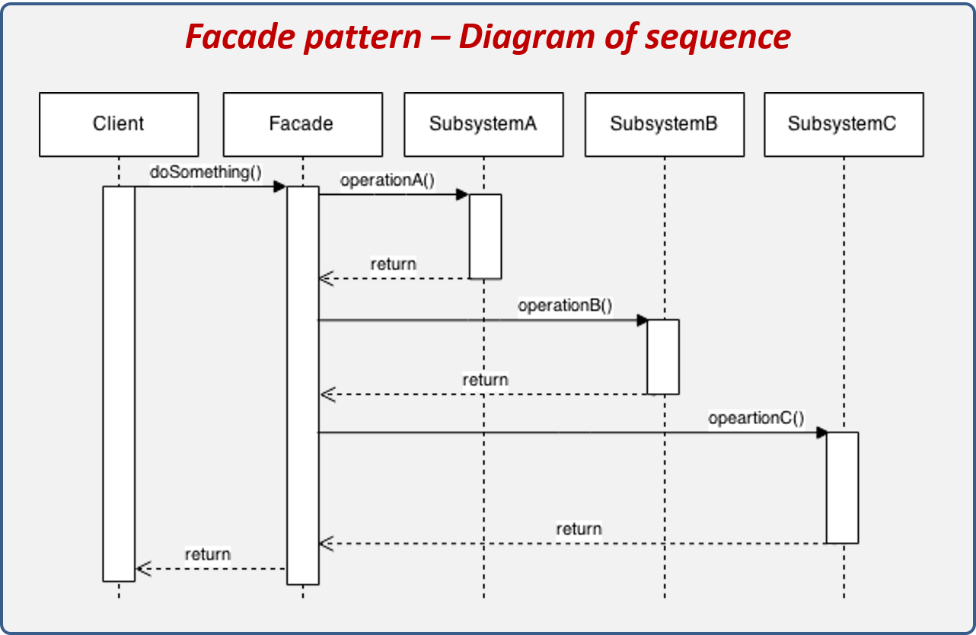 Facade pattern – Diagram of sequence
Client
Facade
SubsystemA
SubsystemB
SubsystemC
doSomething()
operationA()
return
operationB()
return
opeartionC()
return
return